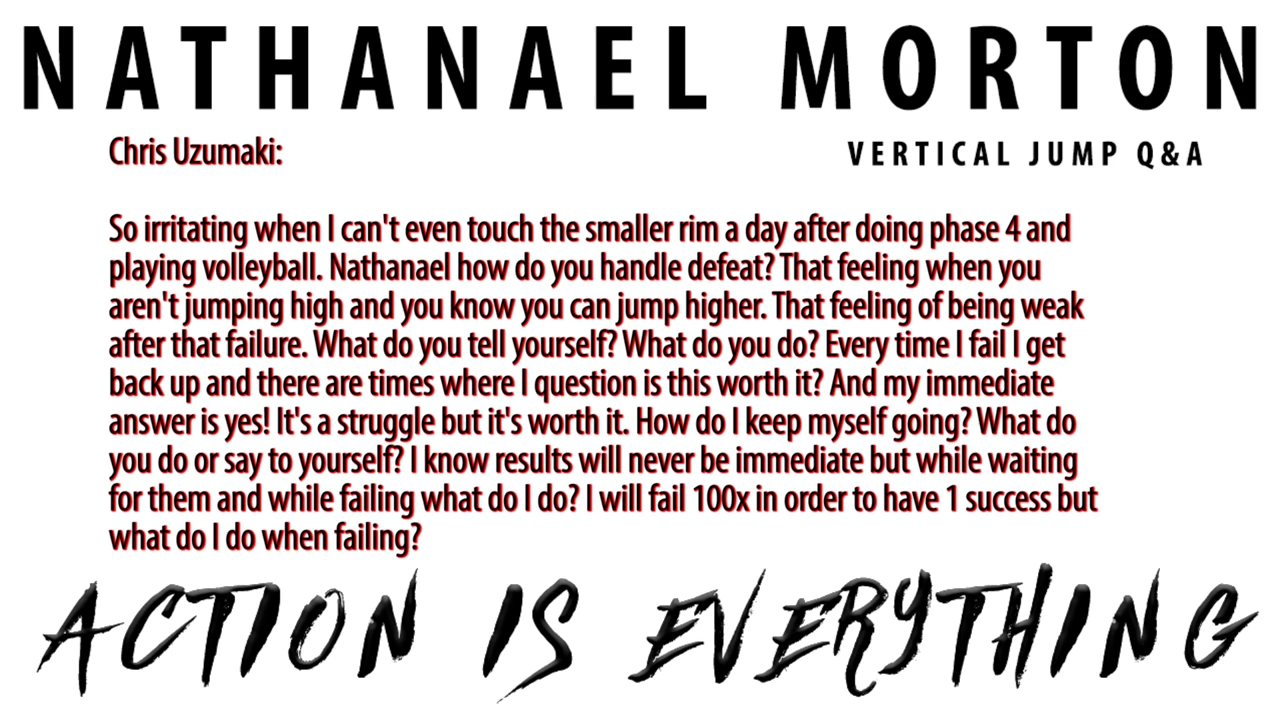 NATHANAEL MORTON
Chris Uzumaki:
VERTICAL JUMP Q&A
So irritating when I can't even touch the smaller rim a day after doing phase 4 and
playing volleyball. Nathanael how do you handle defeat? That feeling when you
aren't jumping high and you know you can jump higher. That feeling of being weak
after that failure. What do you tell yourself? What do you do? Every time I fail I get
back up and there are times where I question is this worth it? And my immediate
answer is yes! It's a struggle but it's worth it. How do I keep myself going? What do
you do or say to yourself? I know results will never be immediate but while waiting
for them and while failing what do I do? I will fail 100x in order to have 1 success but
what do I do when failing?
ACTION IS EVERYTHING